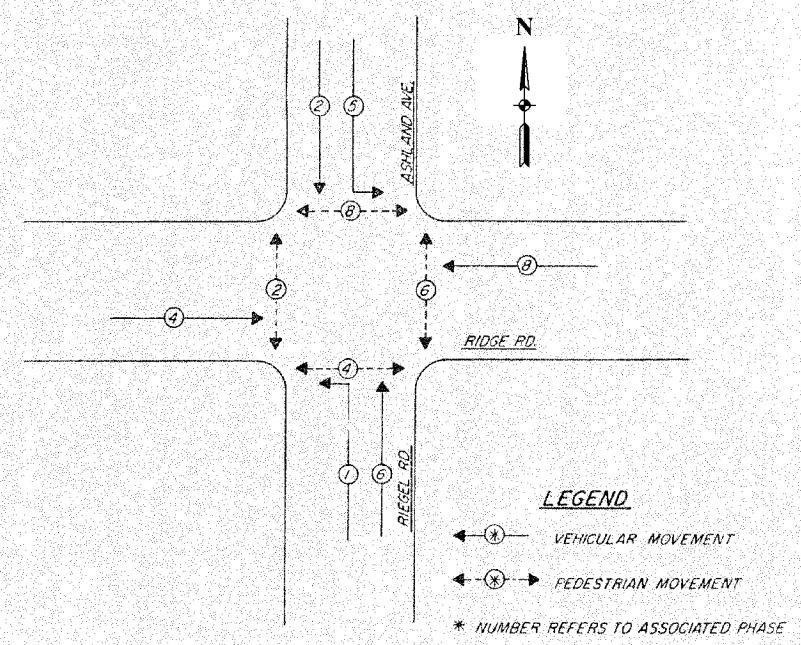 N
2
5
ASHLAND AVE.
8
8
2
6
4
RIDGE RD.
4
1
6
RIEGEL RD.
LEGEND
* VEHICULAR MOVEMENT
* PEDESTRIAN MOVEMENT
* NUMBER REFERS TO ASSOCIATED PHASE